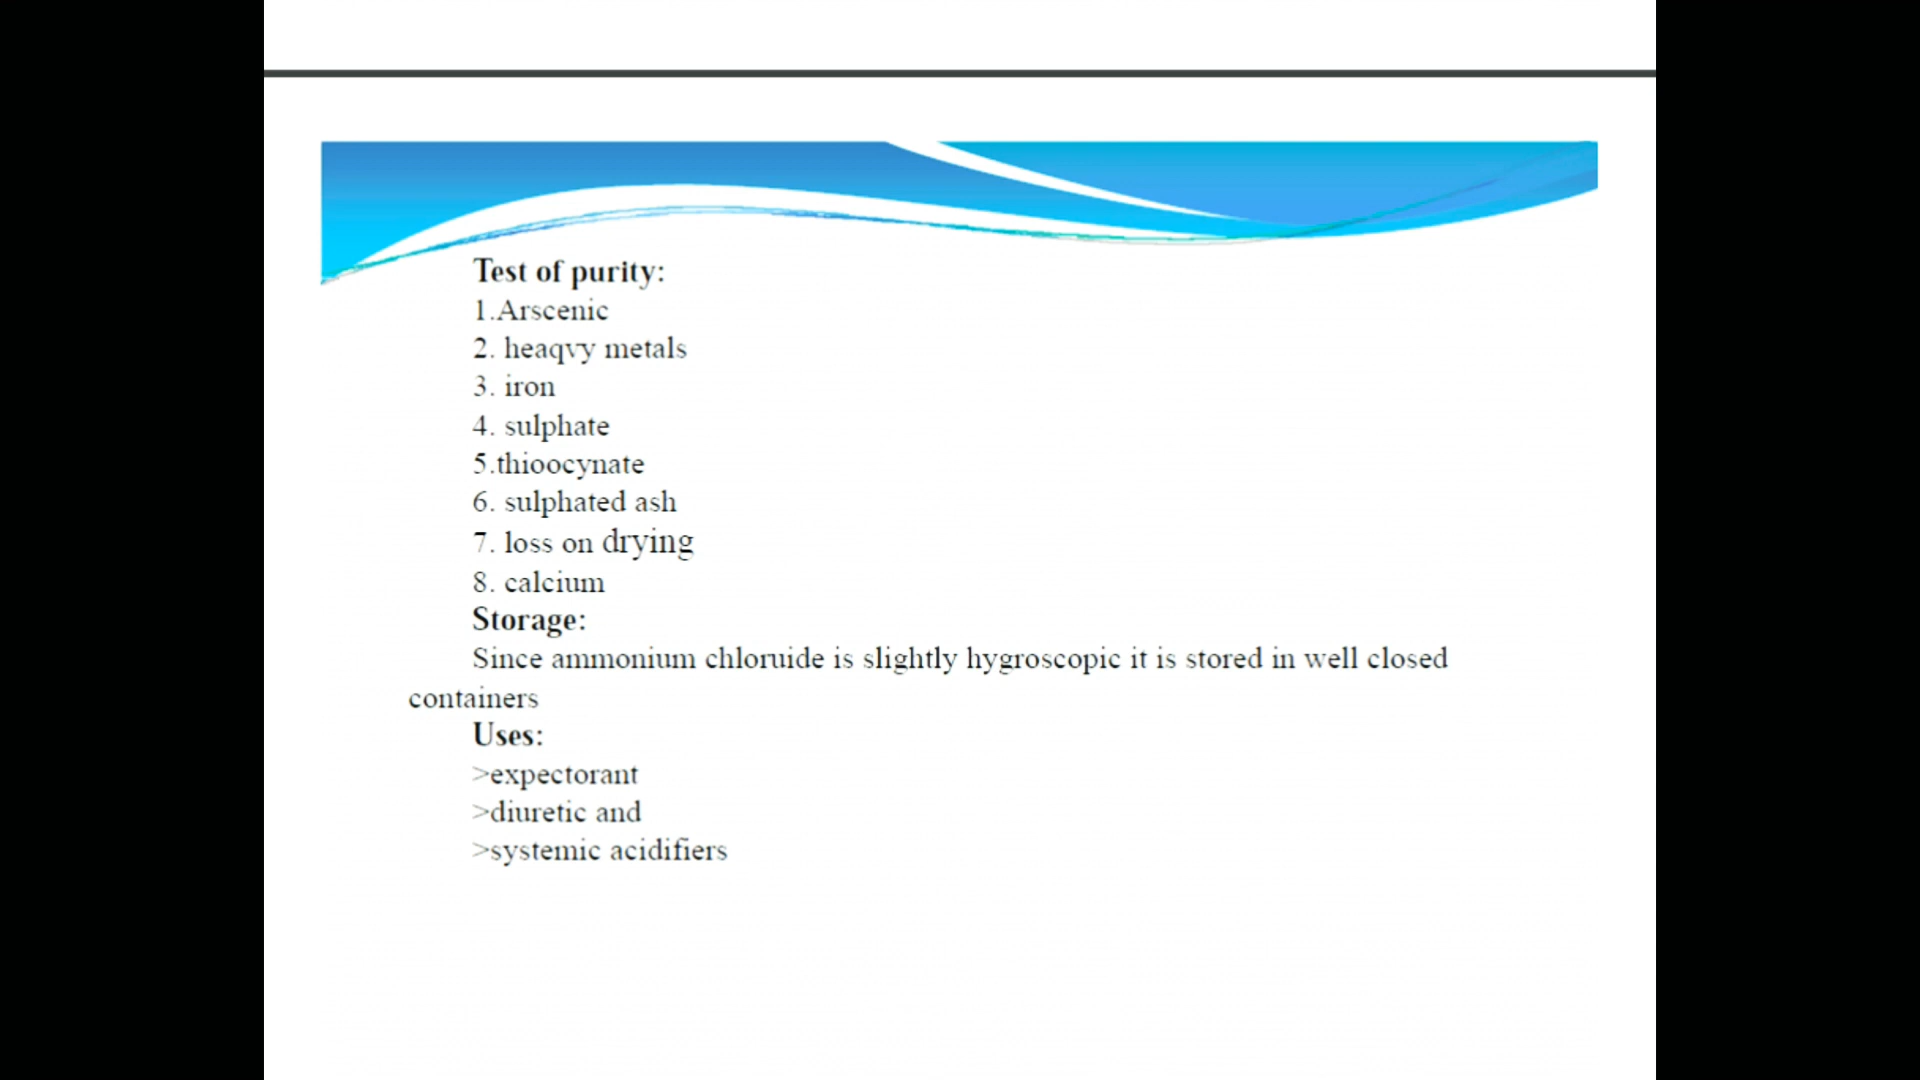 Test of purity:
1.Arscenic
2. heaqvy metals
3. iron
4. sulphate
5.thioocynate
6. sulphated ash
7. loss on drying
8. calcium
Storage:
Since ammonium chloruide is slightly hygroscopic it is stored in well closed
containers
Uses:
>expectorant
>diuretic and
>systemic acidifiers